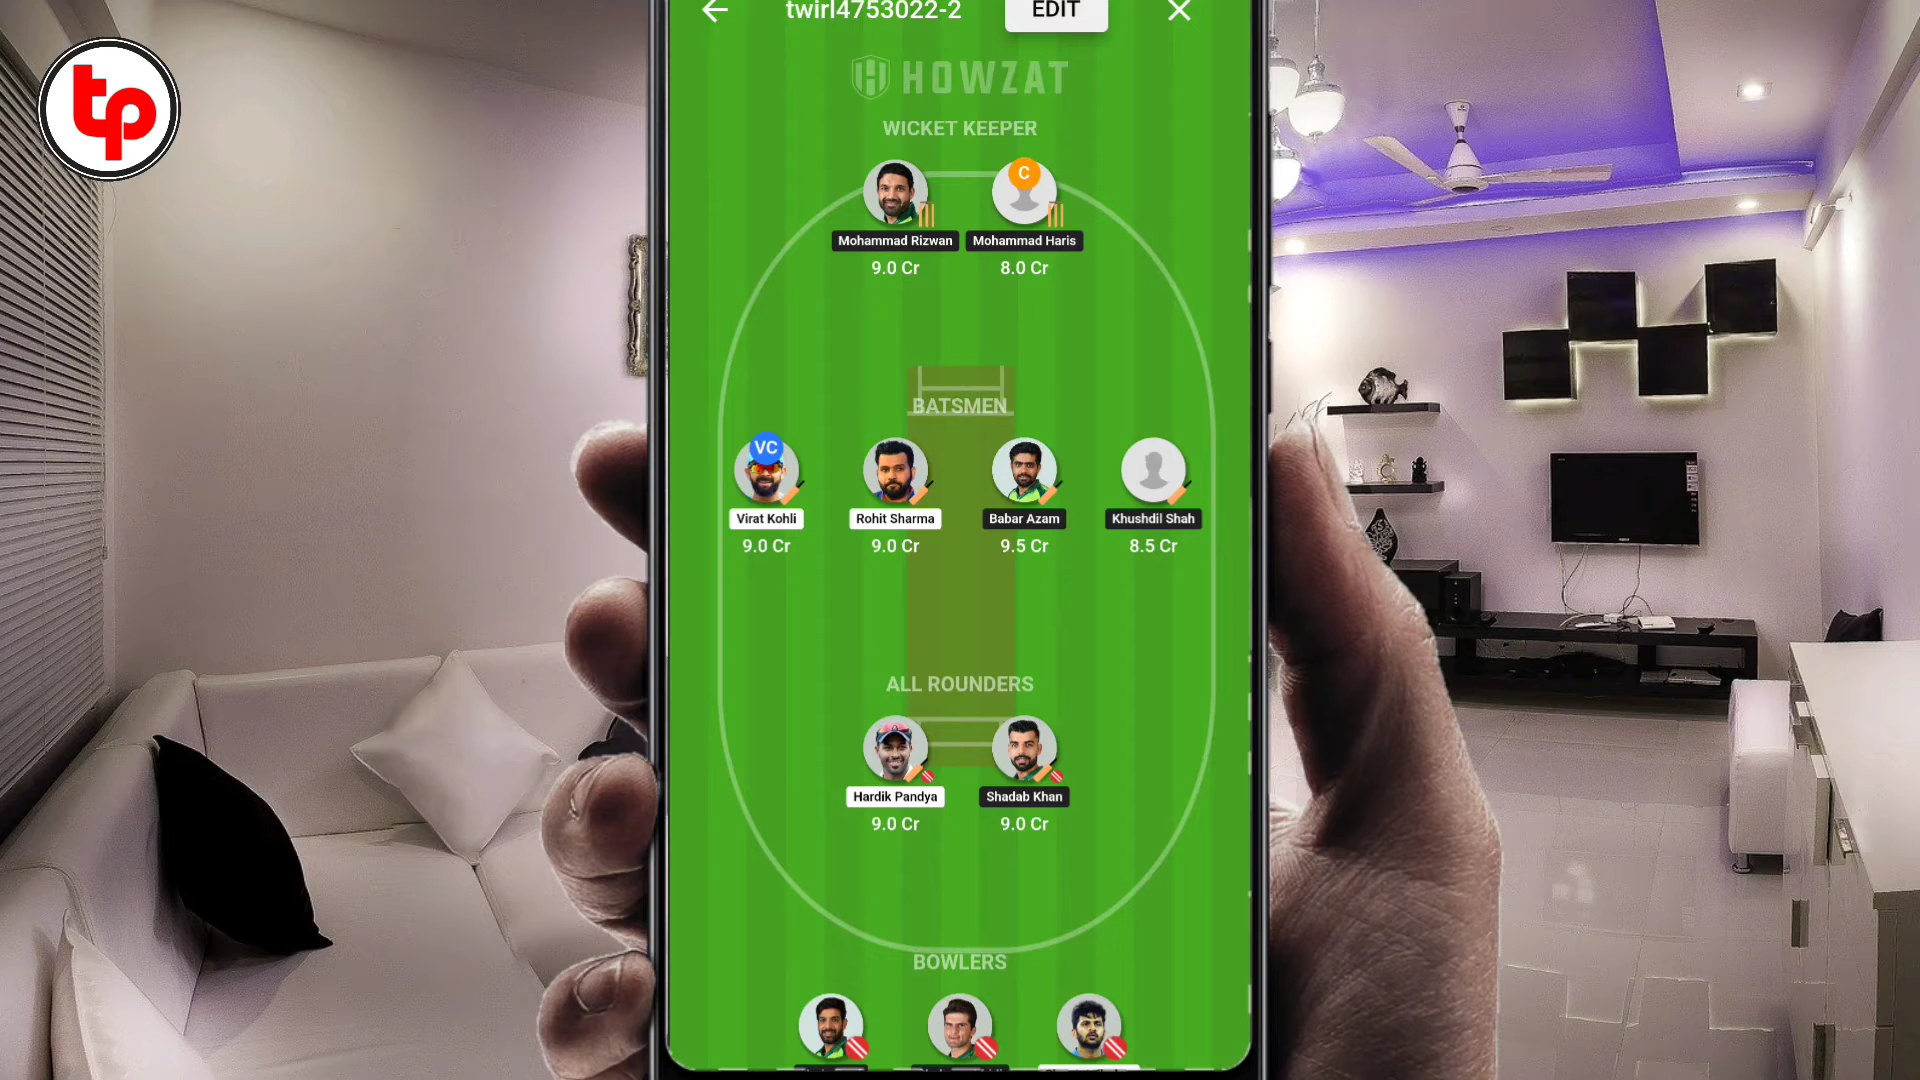 tp
twirl4753022-2
EDIT
HOWZAT
WICKET KEEPER
C
Mohammad Rizwan
Mohammad Haris
9.0 Cr
8.0 Cr
BATSMEN
VC
Virat Kohli
Rohit Sharma
Babar Azam
Khushdil Shah
9.0 Cr
9.0 Cr
9.5 Cr
8.5 Cr
ALL ROUNDERS
Hardik Pandya
Shadab Khan
9.0 Cr
9.0 Cr
BOWLERS